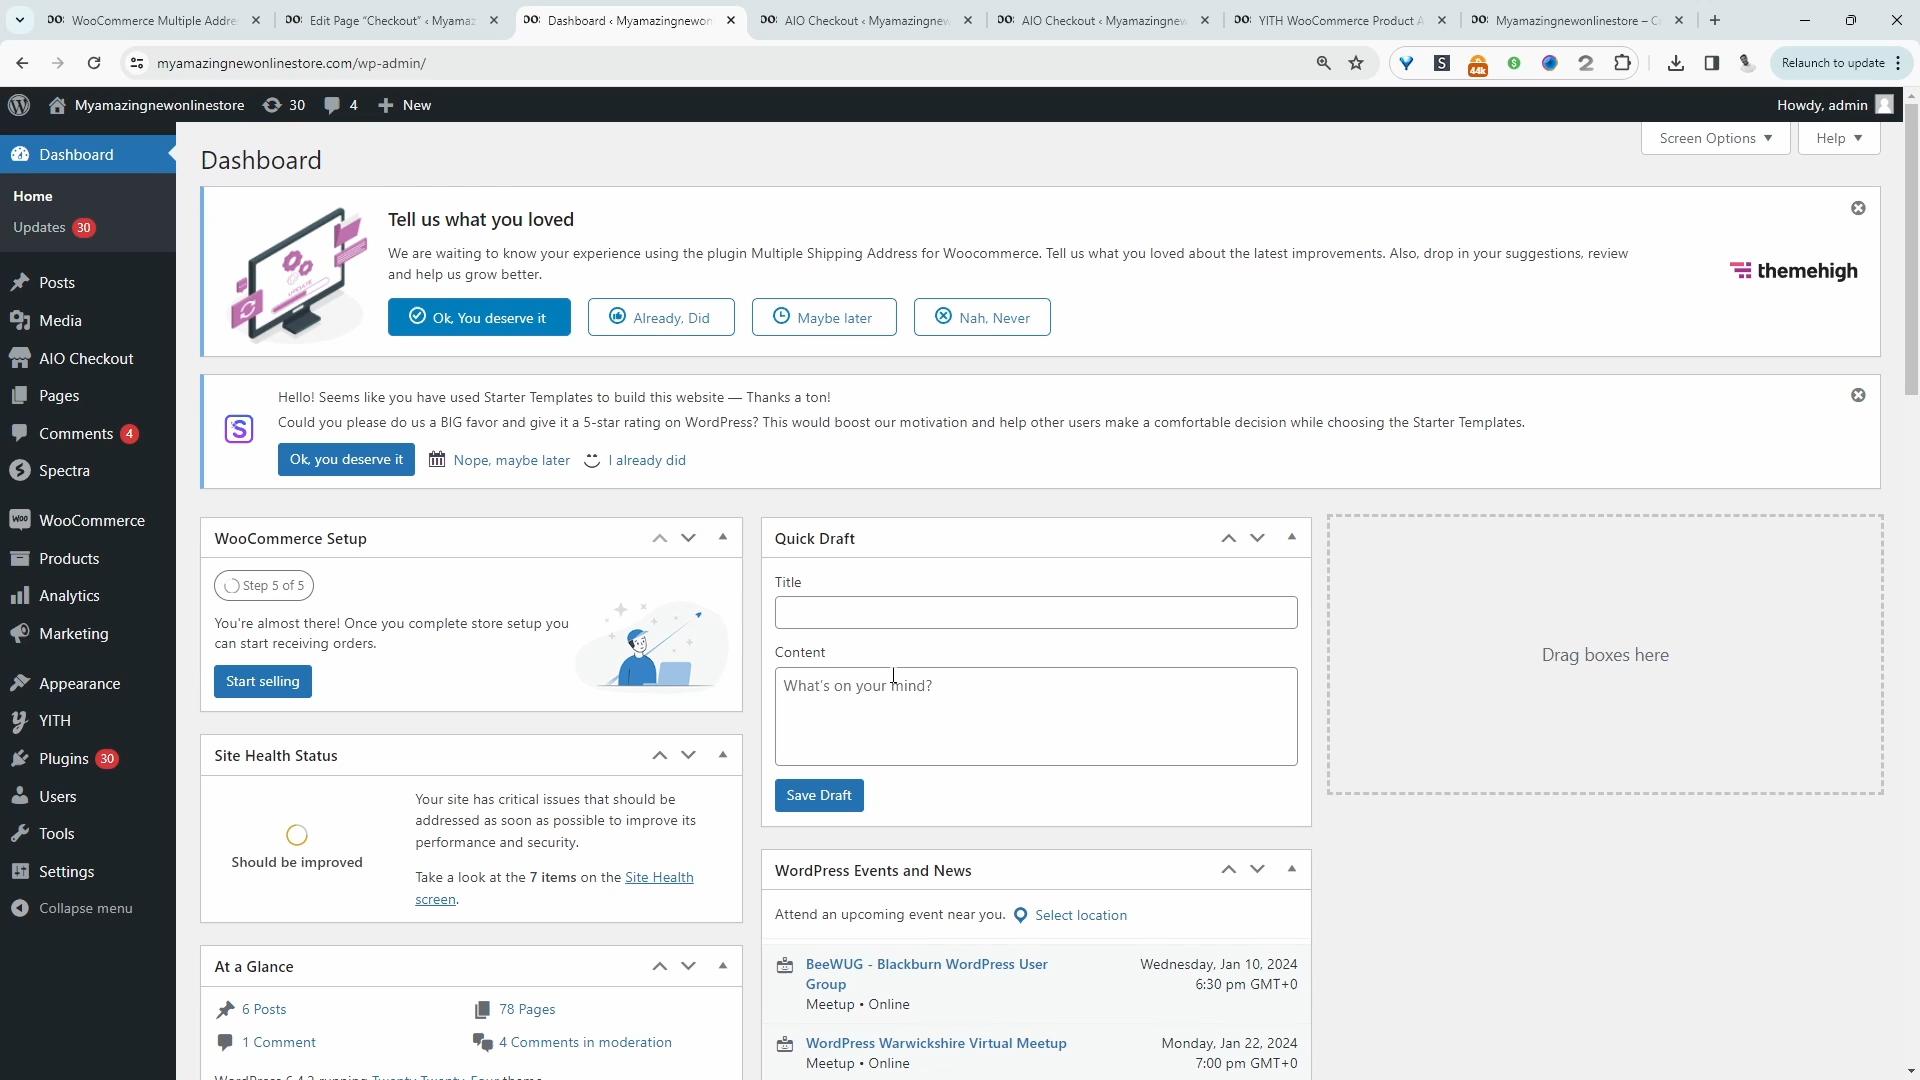 WooCommerce Multiple Addre
Edit Page "Checkout" ‹ Myamaz
Dashboard ‹ Myamazingnewon
AIO Checkout ‹ Myamazingnew
AIO Checkout ‹ Myamazingnew
YITH WooCommerce Product A
Myamazingnewonlinestore – C
myamazingnewonlinestore.com/wp-admin/
S
44k
Relaunch to update
Myamazingnewonlinestore
30
4
New
Howdy, admin
Dashboard
Home
Updates 30
Posts
Media
AIO Checkout
Pages
Comments 4
Spectra
WooCommerce
Products
Analytics
Marketing
Appearance
YITH
Plugins 30
Users
Tools
Settings
Collapse menu
Dashboard
Screen Options
Help
Tell us what you loved
We are waiting to know your experience using the plugin Multiple Shipping Address for Woocommerce. Tell us what you loved about the latest improvements. Also, drop in your suggestions, review
and help us grow better.
Ok, You deserve it
Already, Did
Maybe later
Nah, Never
themehigh
Hello! Seems like you have used Starter Templates to build this website — Thanks a ton!
Could you please do us a BIG favor and give it a 5-star rating on WordPress? This would boost our motivation and help other users make a comfortable decision while choosing the Starter Templates.
Ok, you deserve it
Nope, maybe later
I already did
WooCommerce Setup
Step 5 of 5
You're almost there! Once you complete store setup you
can start receiving orders.
Start selling
Site Health Status
Should be improved
Your site has critical issues that should be
addressed as soon as possible to improve its
performance and security.
Take a look at the 7 items on the Site Health
screen.
At a Glance
6 Posts
78 Pages
1 Comment
4 Comments in moderation
WordPress 6.4.2 running Twenty Twenty-Four theme.
Quick Draft
Title
Content
What's on your mind?
Save Draft
WordPress Events and News
Attend an upcoming event near you.
Select location
BeeWUG - Blackburn WordPress User
Group
Meetup • Online
Wednesday, Jan 10, 2024
6:30 pm GMT+0
WordPress Warwickshire Virtual Meetup
Meetup • Online
Monday, Jan 22, 2024
7:00 pm GMT+0
Drag boxes here